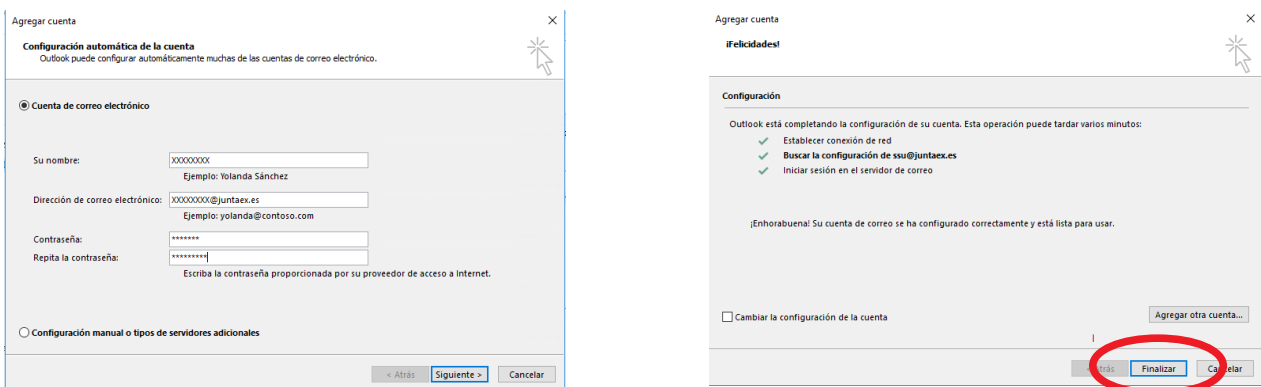 Agregar cuenta
Configuración automática de la cuenta
Outlook puede configurar automáticamente muchas de las cuentas de correo electrónico.
Cuenta de correo electrónico
Su nombre: XXXXXXXX
Ejemplo: Yolanda Sánchez
Dirección de correo electrónico: XXXXXXXX@juntaex.es
Ejemplo: yolanda@contoso.com
Contraseña: *******
Repita la contraseña: *********
Escriba la contraseña proporcionada por su proveedor de acceso a Internet.
Configuración manual o tipos de servidores adicionales
< Atrás Siguiente > Cancelar
Agregar cuenta
¡Felicidades!
Configuración
Outlook está completando la configuración de su cuenta. Esta operación puede tardar varios minutos:
Establecer conexión de red
Buscar la configuración de ssu@juntaex.es
Iniciar sesión en el servidor de correo
¡Enhorabuena! Su cuenta de correo se ha configurado correctamente y está lista para usar.
Cambiar la configuración de la cuenta Agregar otra cuenta...
< Atrás Finalizar Cancelar